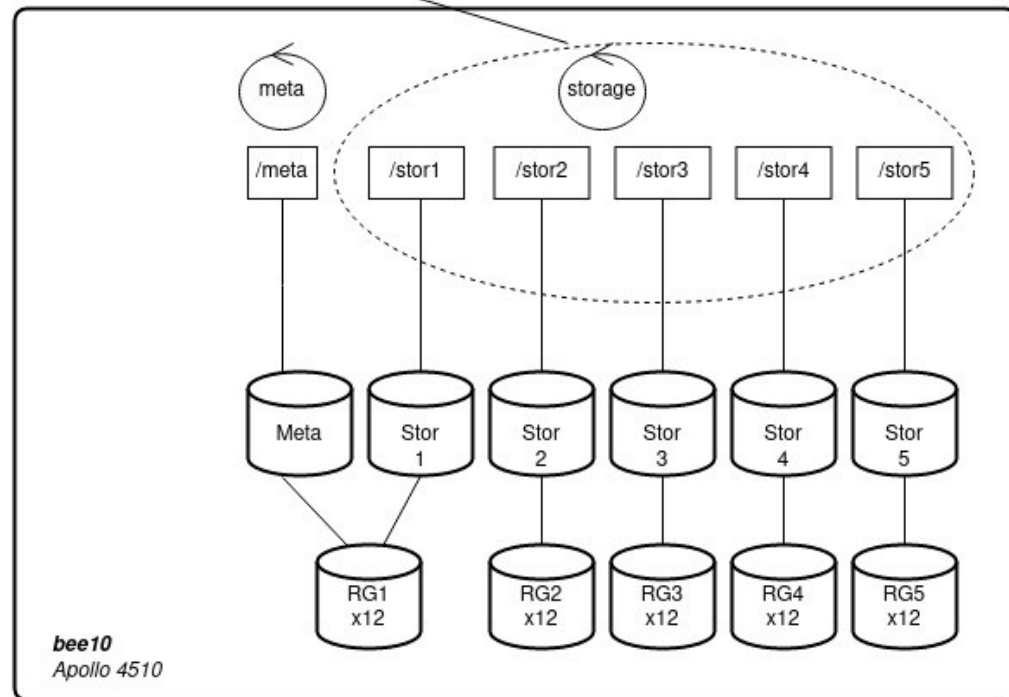 meta
storage
/meta
/stor1
/stor2
/stor3
/stor4
/stor5
Meta
Stor
1
Stor
2
Stor
3
Stor
4
Stor
5
RG1
x12
RG2
x12
RG3
x12
RG4
x12
RG5
x12
bee10
Apollo 4510